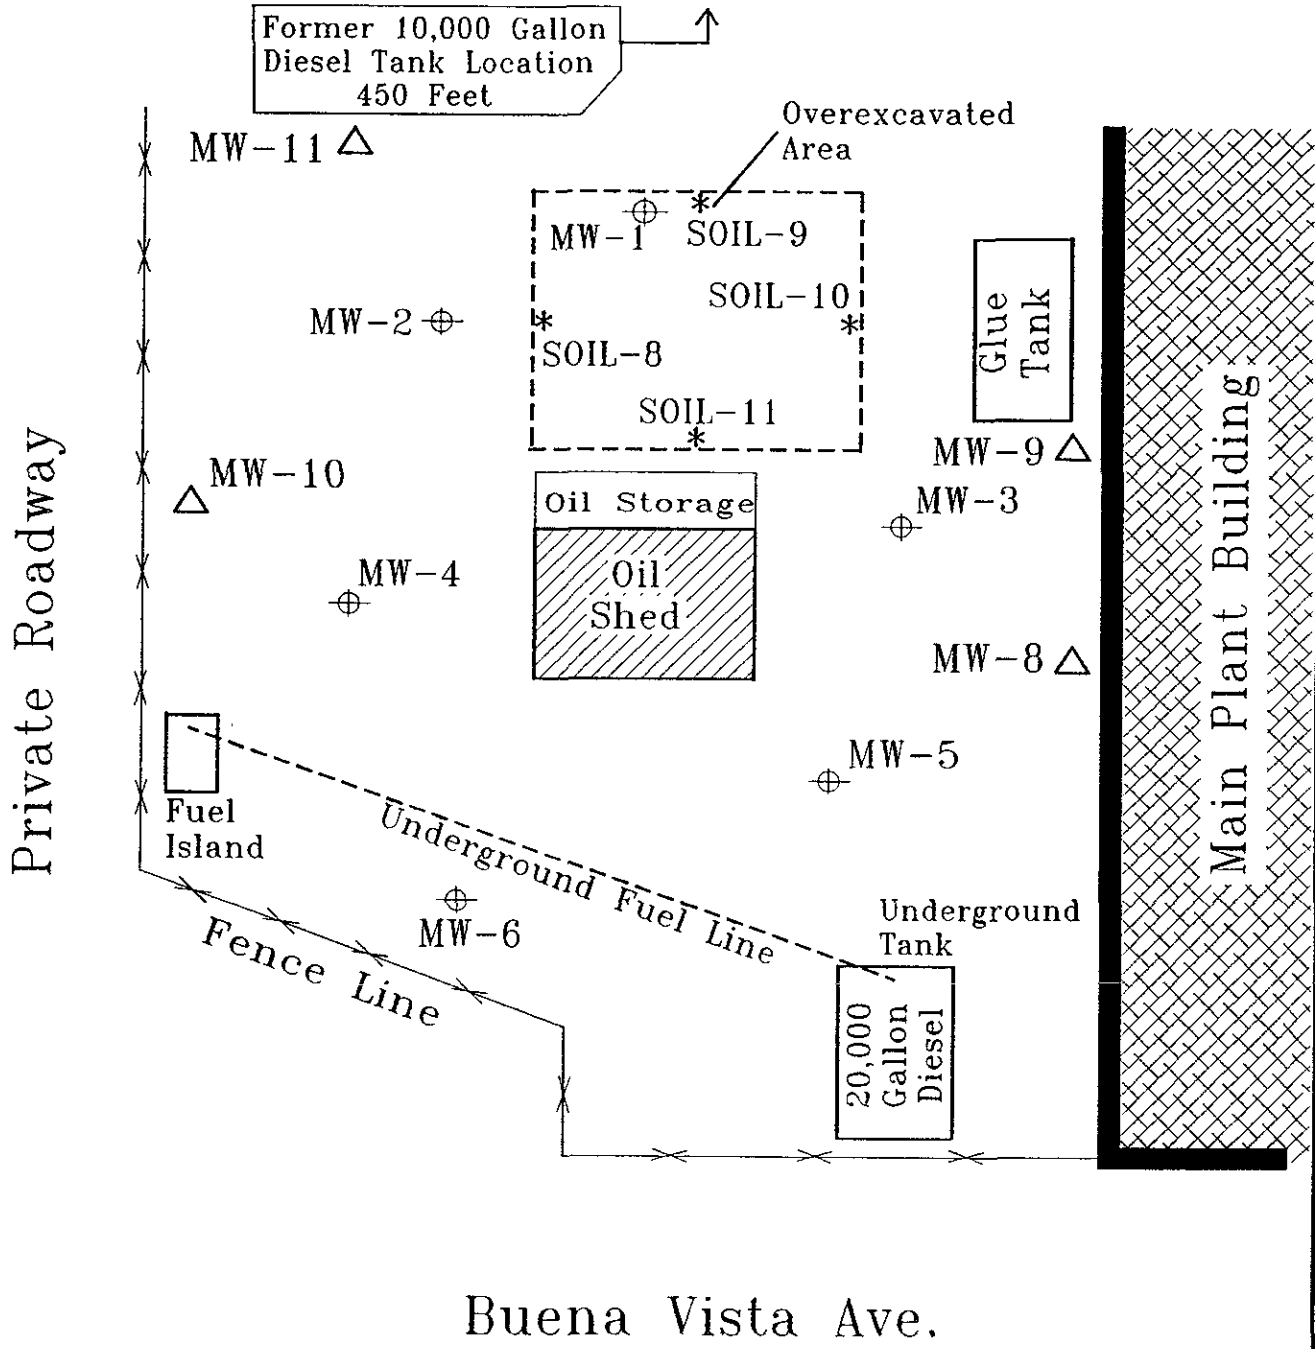 Former 10,000 Gallon
Diesel Tank Location
450 Feet
Overexcavated
Area
MW-11
MW-1
SOIL-9
SOIL-10
MW-2
SOIL-8
SOIL-11
Glue
Tank
MW-9
MW-10
Oil Storage
MW-3
Oil
Shed
MW-4
MW-8
Private Roadway
Main Plant Building
MW-5
Fuel
Island
Underground Fuel Line
MW-6
Fence Line
Underground
Tank
20,000
Gallon
Diesel
Buena Vista Ave.